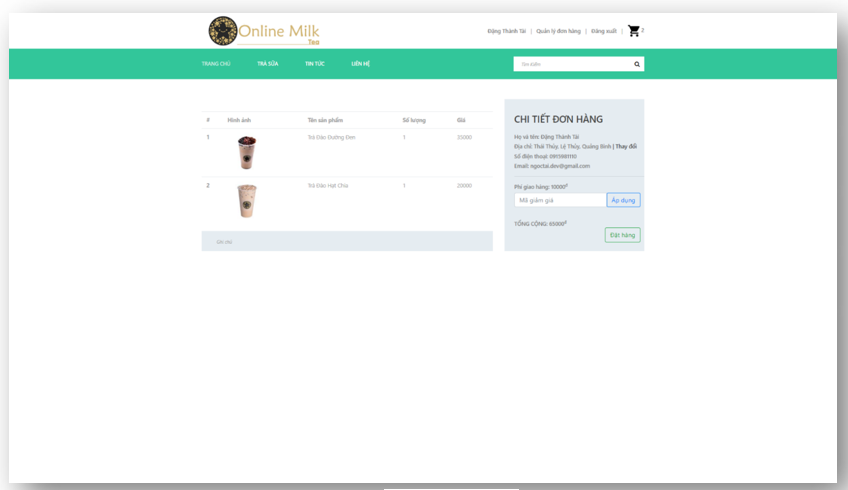 Online Milk
Tea
Đặng Thành Tài | Quản lý đơn hàng | Đăng xuất | 2
TRANG CHỦ TRÀ SỮA TIN TỨC LIÊN HỆ
Tìm kiếm
# Hình ảnh Tên sản phẩm Số lượng Giá
1 Trà Đào Đường Đen 1 35000
2 Trà Đào Hạt Chia 1 20000
Ghi chú
CHI TIẾT ĐƠN HÀNG
Họ và tên: Đặng Thành Tài
Địa chỉ: Thái Thủy, Lệ Thủy, Quảng Bình | Thay đổi
Số điện thoại: 0915681110
Email: ngoctai.dev@gmail.com
Phí giao hàng: 10000đ
Mã giảm giá Áp dụng
TỔNG CỘNG: 65000đ
Đặt hàng